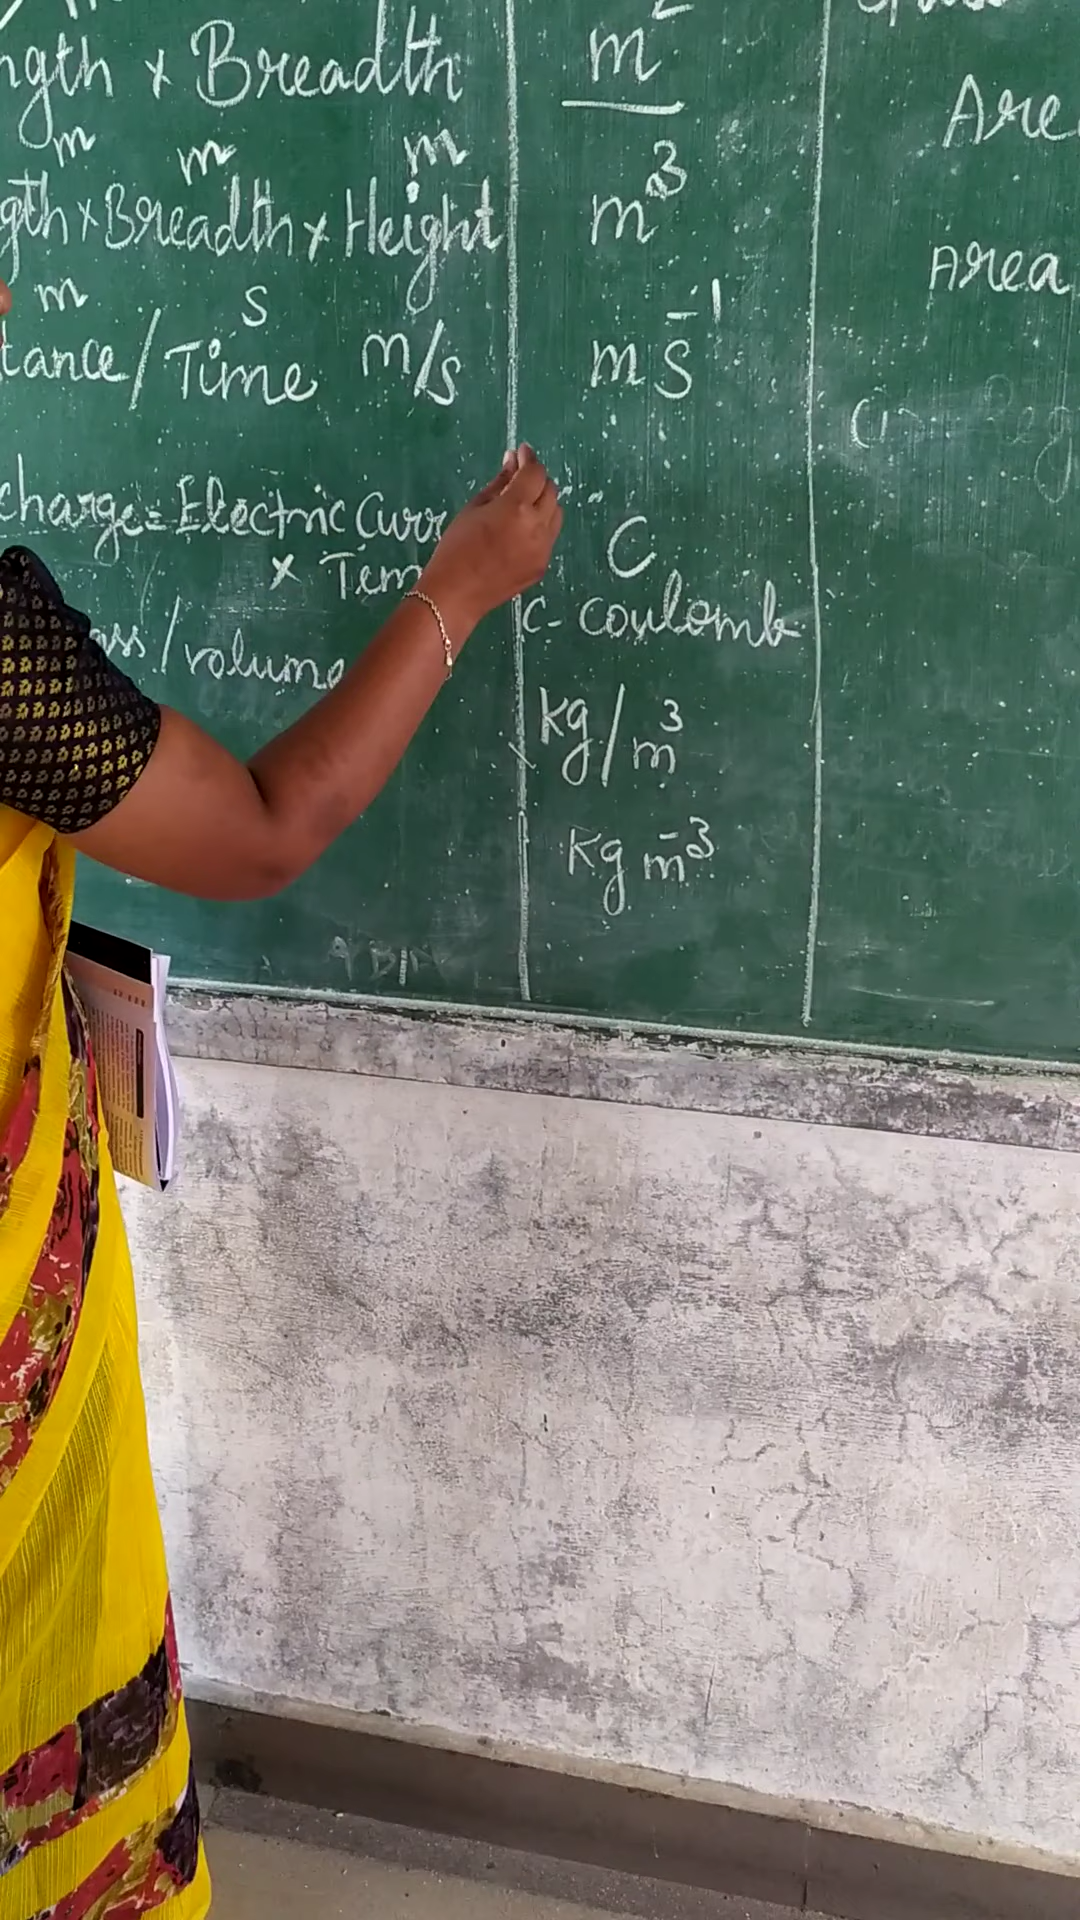 ngth × Breadth m²
m m m
gth × Breadth × Height m³
m s
tance / Time m/s m s⁻¹
charge = Electric Curr C
× Tem
C - Coulomb
ass / volume
kg / m³
kg m⁻³
Are
Area